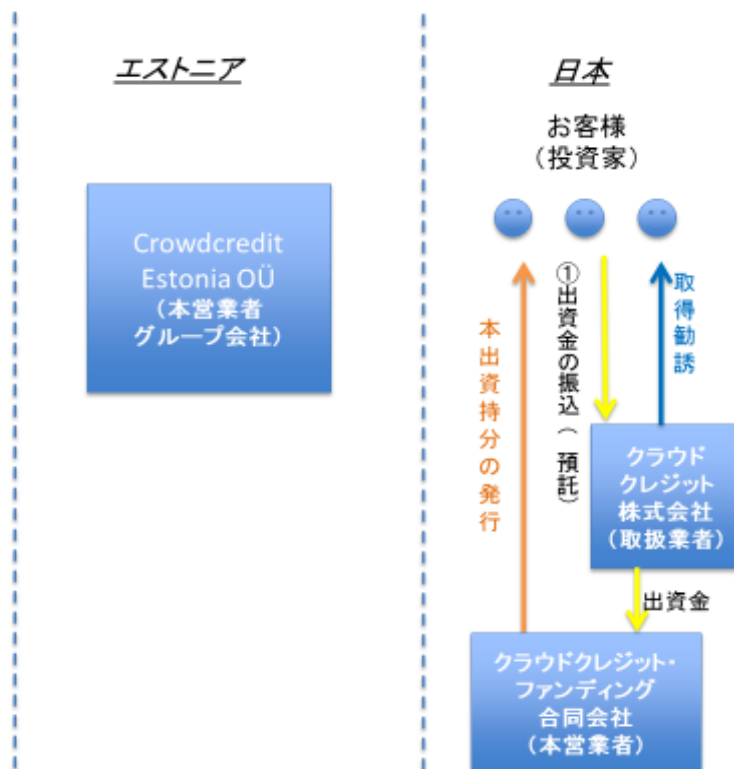 エストニア
Crowdcredit
Estonia OÜ
（本営業者
グループ会社）
日本
お客様
（投資家）
本出資持分の発行
①出資金の振込（預託）
取得勧誘
クラウド
クレジット
株式会社
（取扱業者）
出資金
クラウドクレジット・
ファンディング
合同会社
（本営業者）